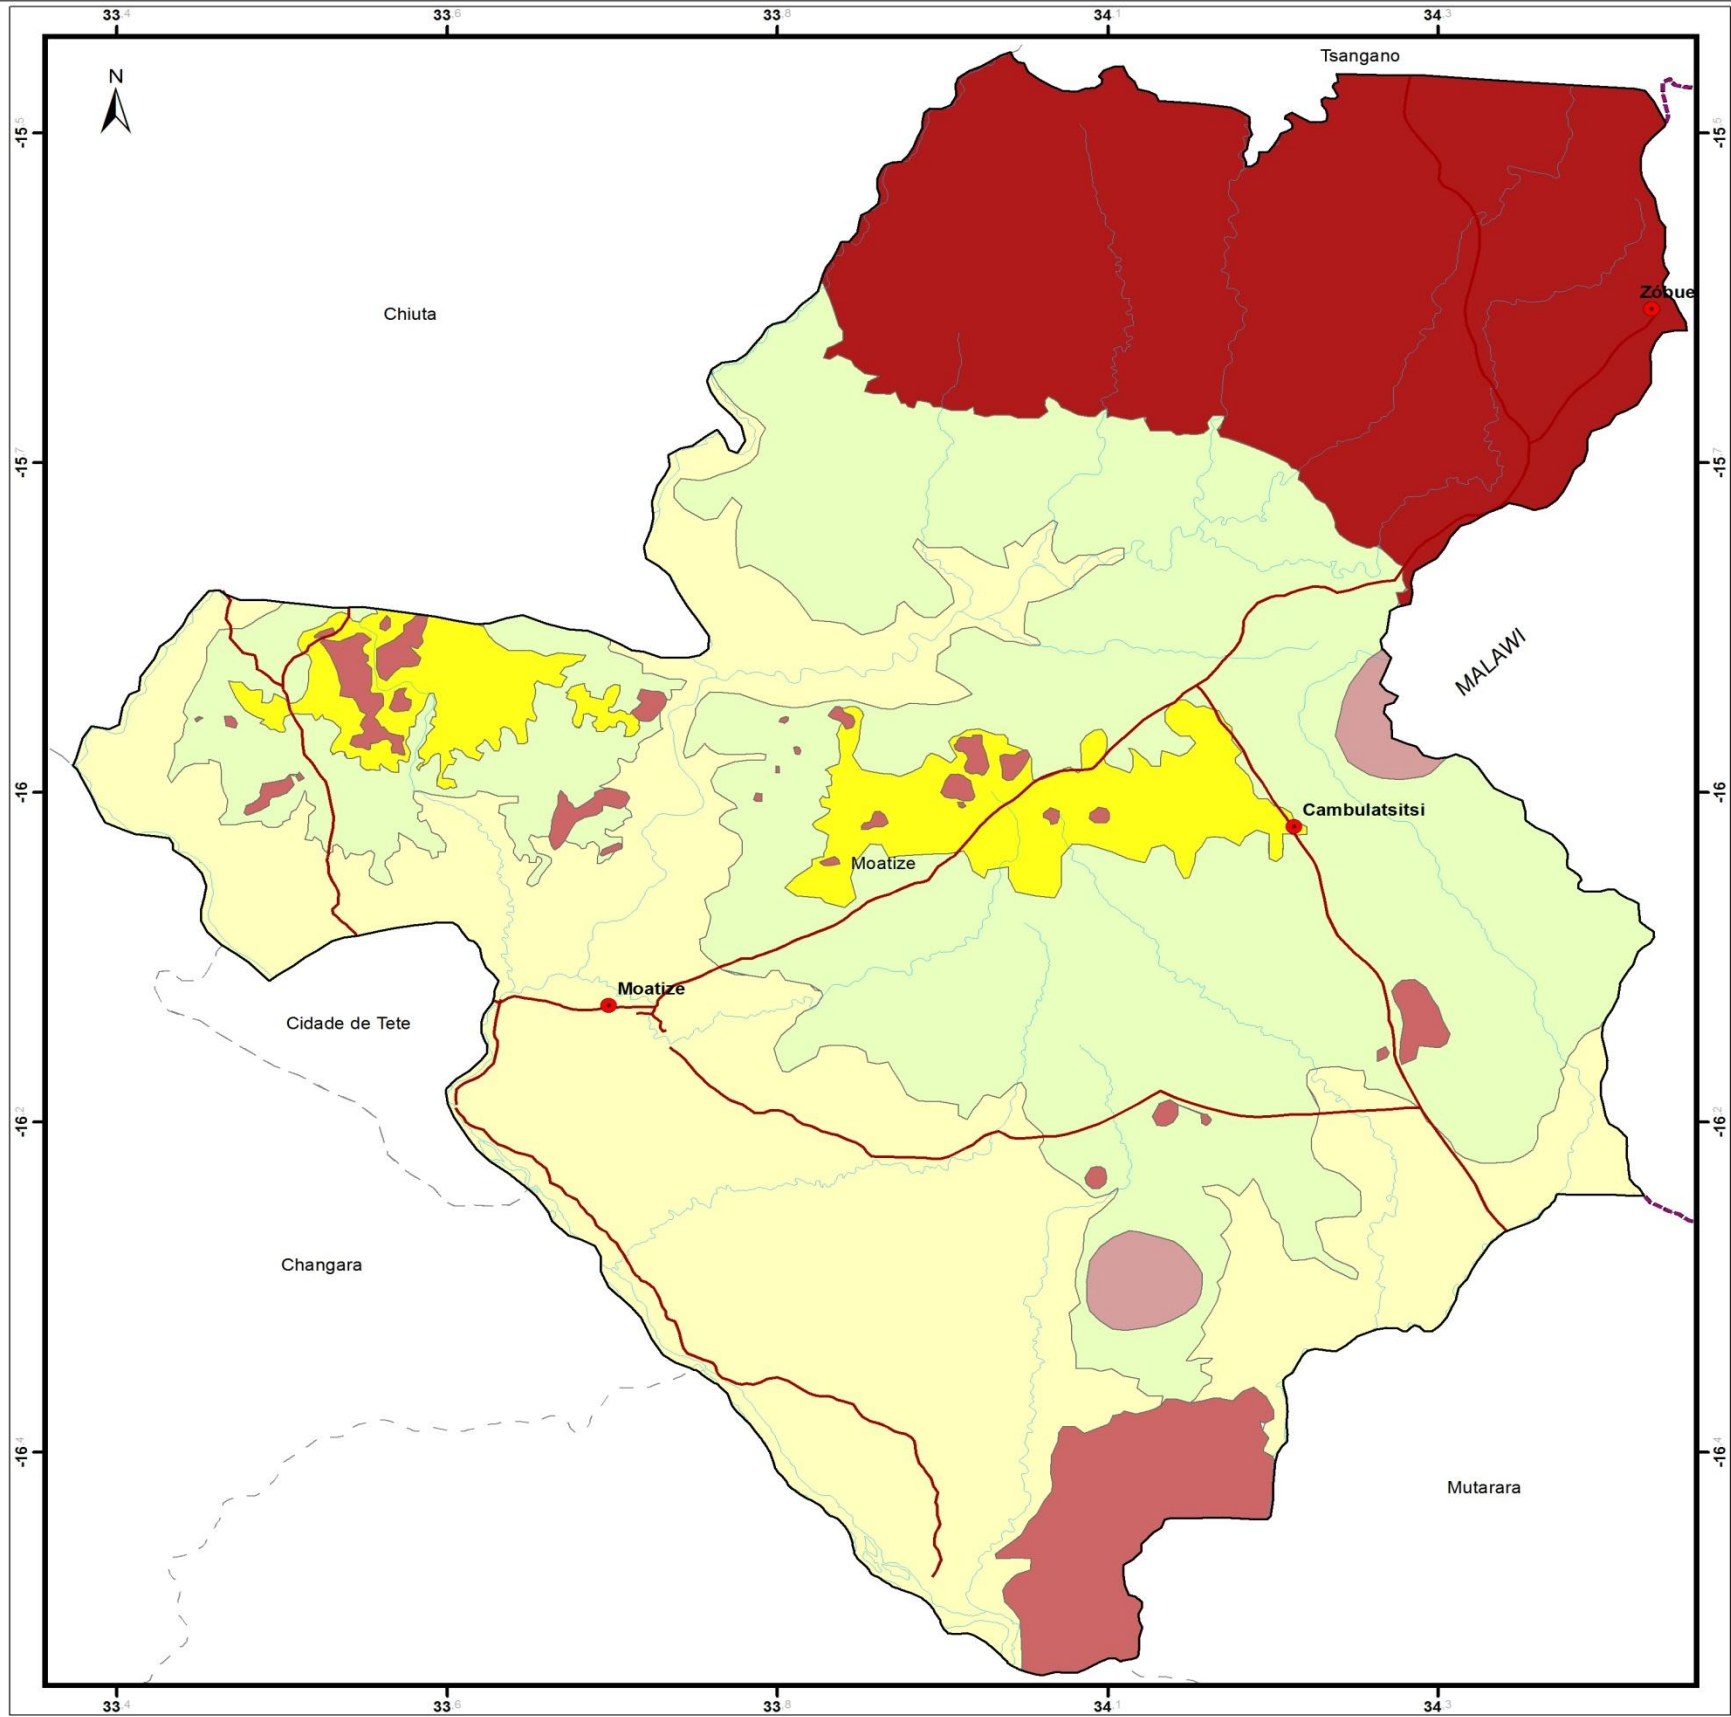 33.4 33.6 33.8 34.1 34.3
Tsangano
N
-15.5 -15.5
Zóbue
Chiuta
-15.7 -15.7
MALAWI
-16 -16
Cambulatsitsi
Moatize
Moatize
Cidade de Tete
-16.2 -16.2
Changara
-16.4 -16.4
Mutarara
33.4 33.6 33.8 34.1 34.3